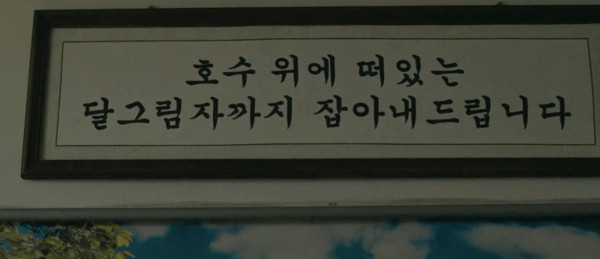 호수 위에 떠있는
달그림자까지 잡아내드립니다